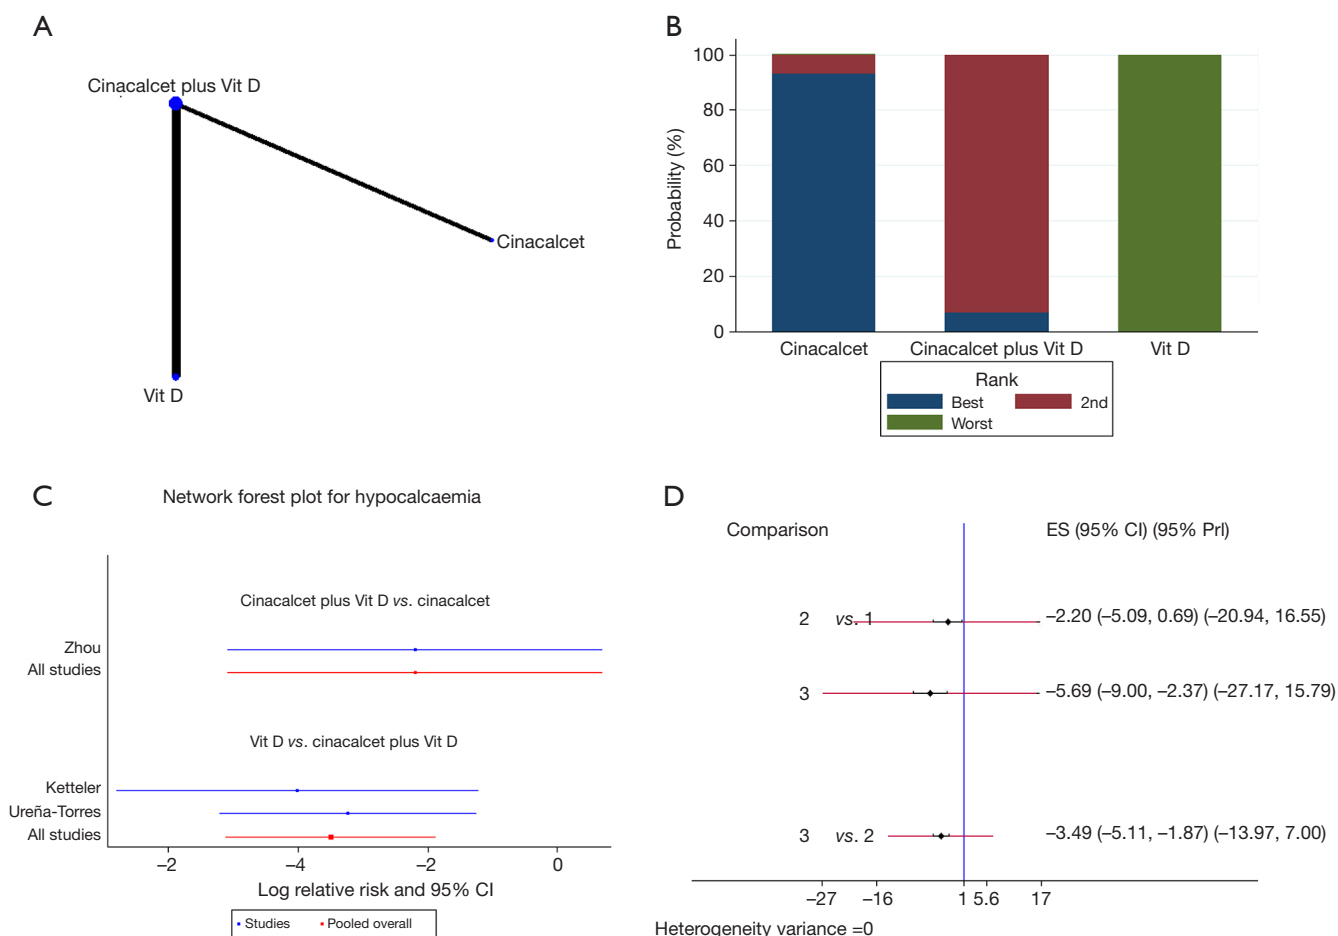 A
Cinacalcet plus Vit D
Cinacalcet
Vit D
B
Probability (%)
100
80
60
40
20
0
Cinacalcet
Cinacalcet plus Vit D
Vit D
Rank
Best
2nd
Worst
C
Network forest plot for hypocalcaemia
Cinacalcet plus Vit D vs. cinacalcet
Zhou
All studies
Vit D vs. cinacalcet plus Vit D
Ketteler
Ureña-Torres
All studies
–2 –4 –2 0
Log relative risk and 95% CI
Studies Pooled overall
D
Comparison ES (95% CI) (95% PrI)
2 vs. 1 –2.20 (–5.09, 0.69) (–20.94, 16.55)
3 –5.69 (–9.00, –2.37) (–27.17, 15.79)
3 vs. 2 –3.49 (–5.11, –1.87) (–13.97, 7.00)
–27 –16 1 5.6 17
Heterogeneity variance =0